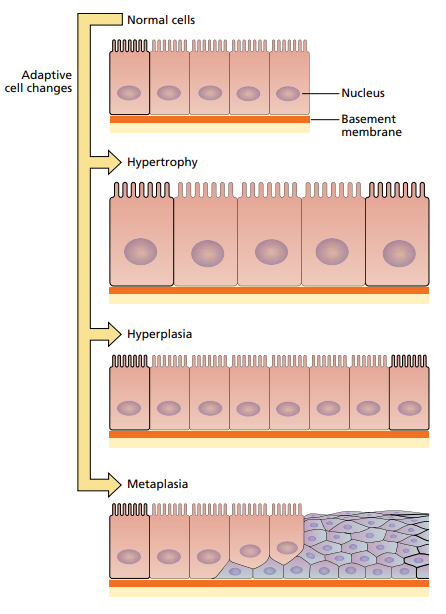 Normal cells
Adaptive
cell changes
Nucleus
Basement
membrane
Hypertrophy
Hyperplasia
Metaplasia